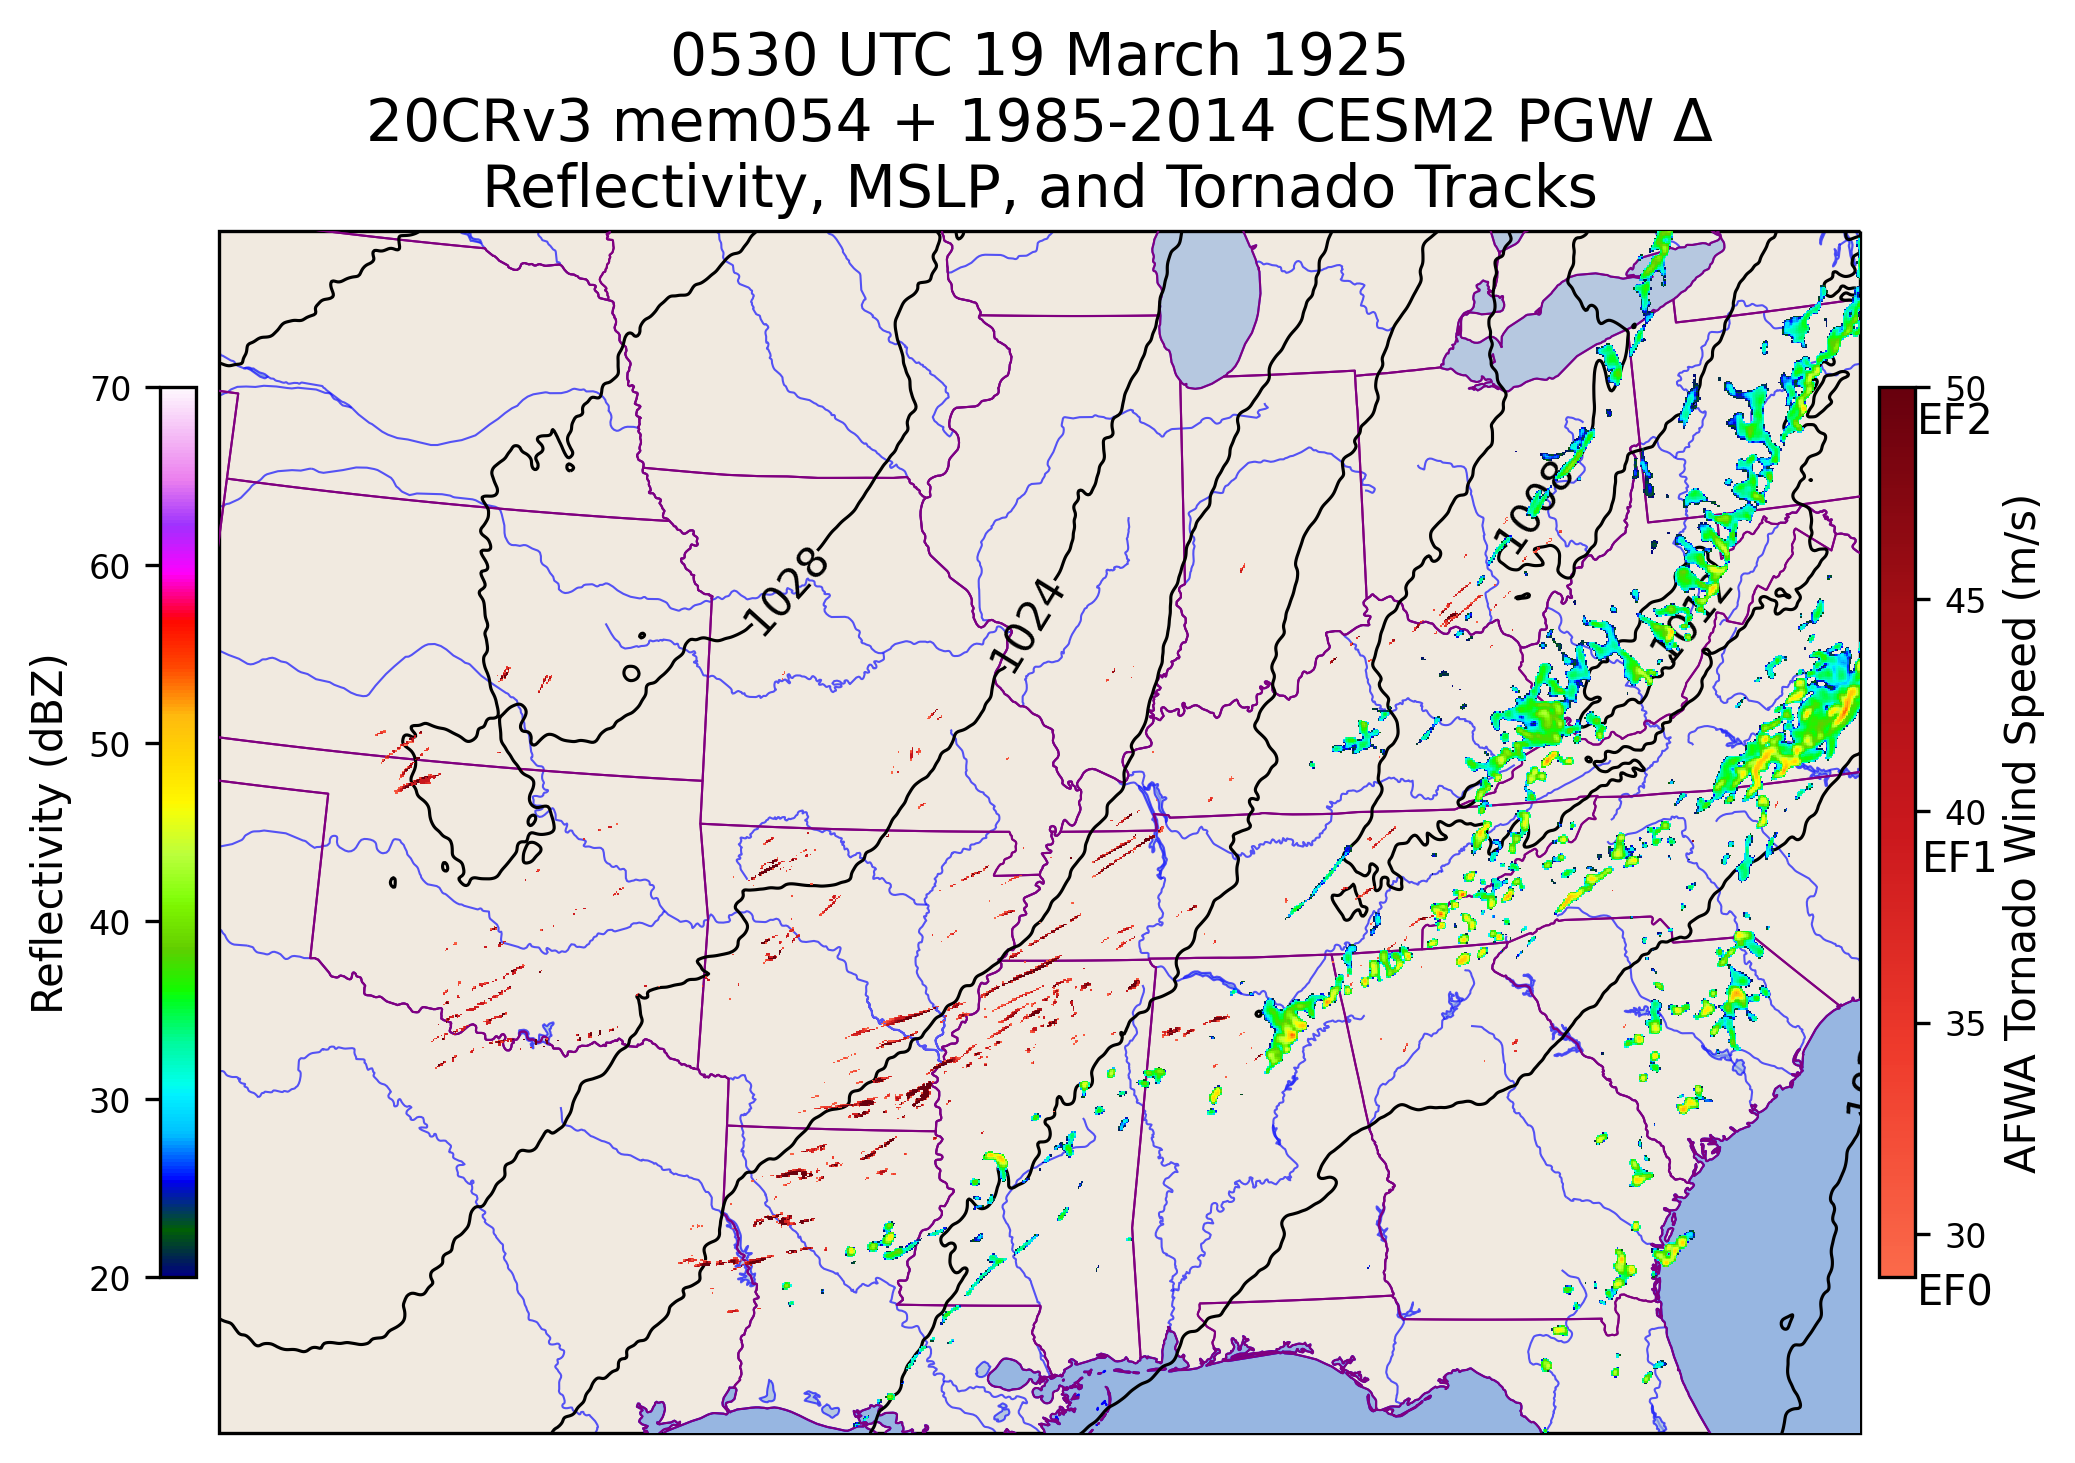 0530 UTC 19 March 1925
20CRv3 mem054 + 1985-2014 CESM2 PGW Δ
Reflectivity, MSLP, and Tornado Tracks
Reflectivity (dBZ)
70
60
50
40
30
20
1028
1024
1008
1012
50
EF2
45
40
EF1
35
30
EF0
AFWA Tornado Wind Speed (m/s)